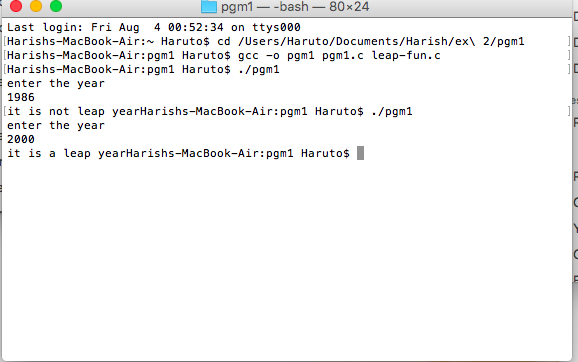 pgm1 — -bash — 80×24
Last login: Fri Aug  4 00:52:34 on ttys000
[Harishs-MacBook-Air:~ Haruto$ cd /Users/Haruto/Documents/Harish/ex\ 2/pgm1 ]
[Harishs-MacBook-Air:pgm1 Haruto$ gcc -o pgm1 pgm1.c leap-fun.c ]
[Harishs-MacBook-Air:pgm1 Haruto$ ./pgm1 ]
enter the year
1986
[it is not leap yearHarishs-MacBook-Air:pgm1 Haruto$ ./pgm1 ]
enter the year
2000
it is a leap yearHarishs-MacBook-Air:pgm1 Haruto$